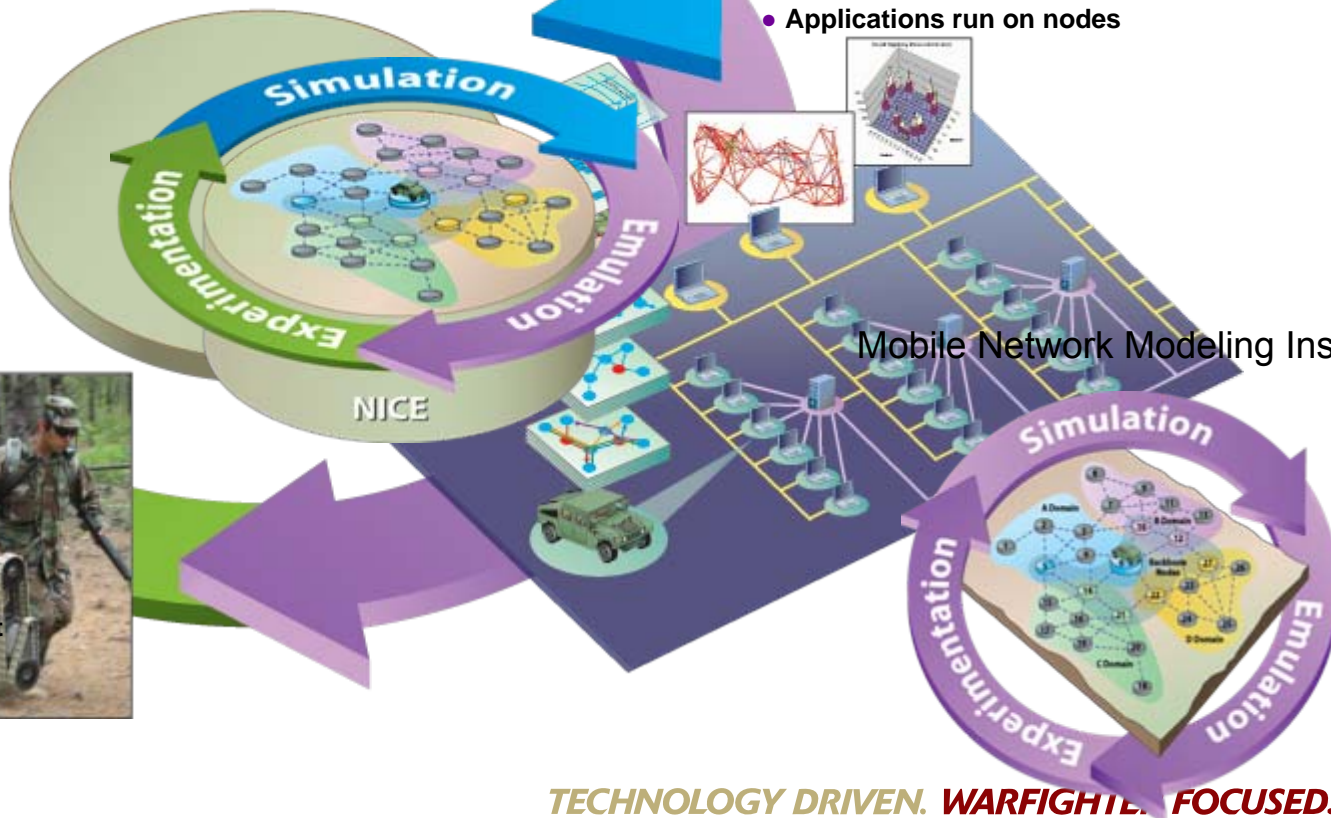 • Applications run on nodes
Simulation
Emulation
Experimentation
NICE
Mobile Network Modeling Ins
Simulation
Emulation
Experimentation
A Domain
B Domain
Backbone
Nodes
C Domain
D Domain
TECHNOLOGY DRIVEN. WARFIGHTER FOCUSED.